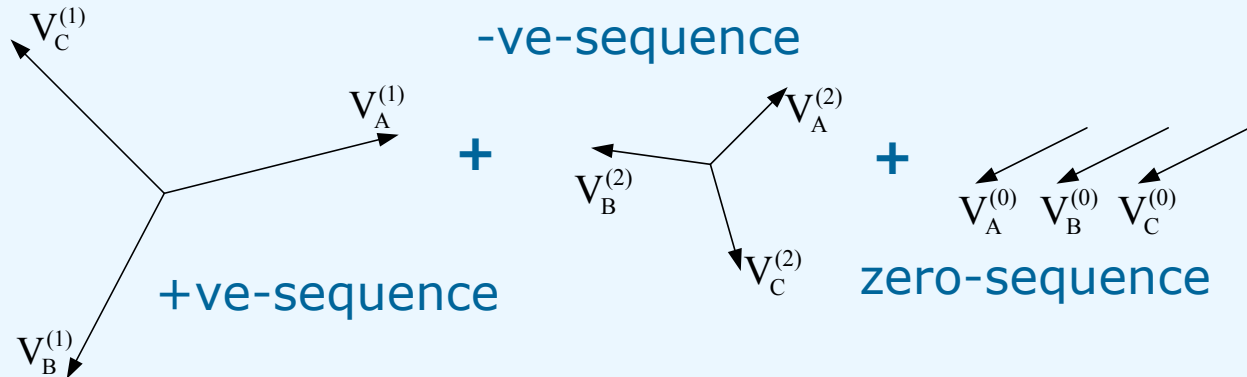 V_C^(1)
-ve-sequence
V_A^(1)
V_A^(2)
+
+
V_B^(2)
V_A^(0) V_B^(0) V_C^(0)
V_C^(2)
+ve-sequence
zero-sequence
V_B^(1)